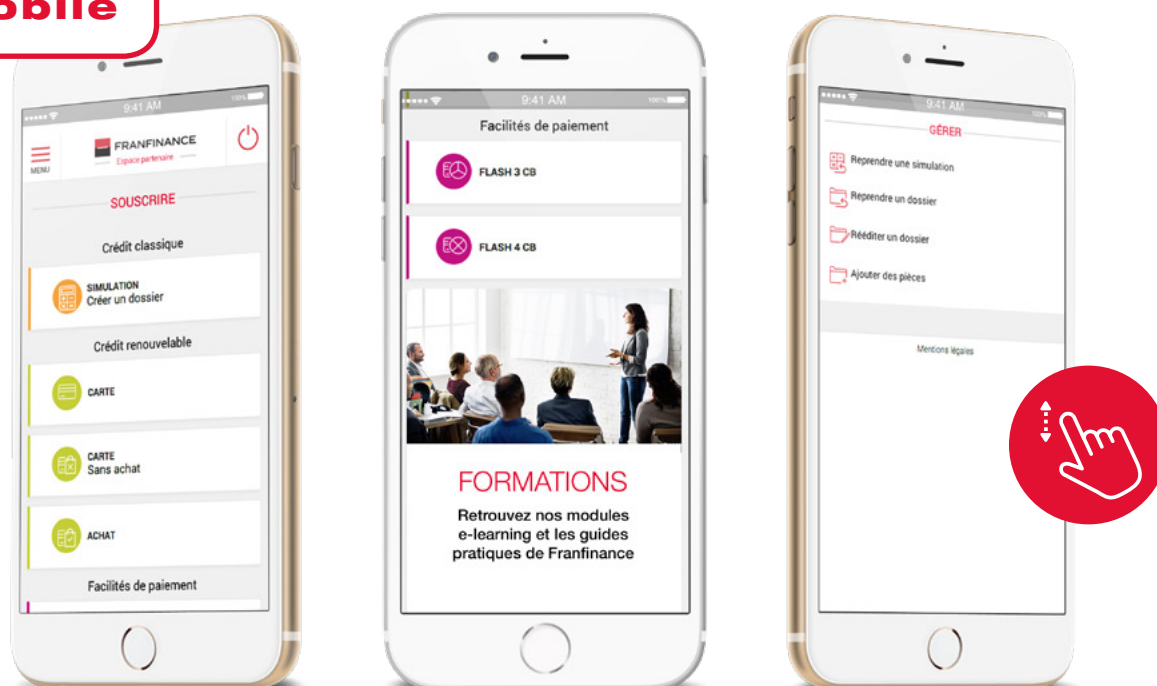 obile
9:41 AM
100%
MENU
FRANFINANCE
Espace partenaire
SOUSCRIRE
Crédit classique
SIMULATION
Créer un dossier
Crédit renouvelable
CARTE
CARTE
Sans achat
ACHAT
Facilités de paiement
9:41 AM
100%
Facilités de paiement
FLASH 3 CB
FLASH 4 CB
FORMATIONS
Retrouvez nos modules
e-learning et les guides
pratiques de Franfinance
9:41 AM
100%
GÉRER
Reprendre une simulation
Reprendre un dossier
Rééditer un dossier
Ajouter des pièces
Mentions légales